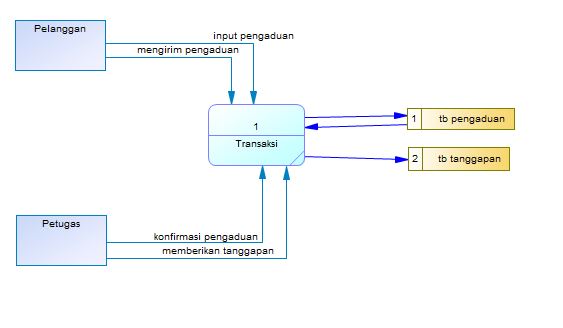 Pelanggan
input pengaduan
mengirim pengaduan
1
Transaksi
1 tb pengaduan
2 tb tanggapan
Petugas
konfirmasi pengaduan
memberikan tanggapan